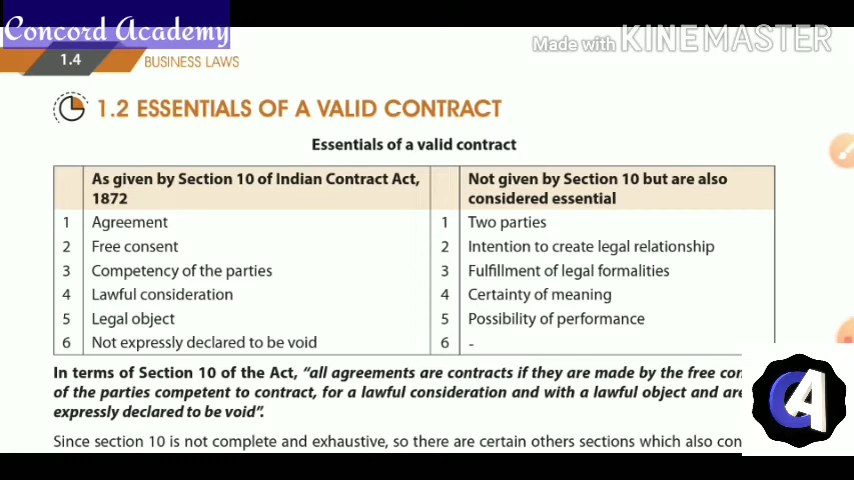 Concord Academy
Made with KINEMASTER
1.4
BUSINESS LAWS
1.2 ESSENTIALS OF A VALID CONTRACT
Essentials of a valid contract
As given by Section 10 of Indian Contract Act, 1872
Not given by Section 10 but are also considered essential
1 Agreement 1 Two parties
2 Free consent 2 Intention to create legal relationship
3 Competency of the parties 3 Fulfillment of legal formalities
4 Lawful consideration 4 Certainty of meaning
5 Legal object 5 Possibility of performance
6 Not expressly declared to be void 6 -
In terms of Section 10 of the Act, "all agreements are contracts if they are made by the free con
of the parties competent to contract, for a lawful consideration and with a lawful object and are
expressly declared to be void".
Since section 10 is not complete and exhaustive, so there are certain others sections which also con
CA